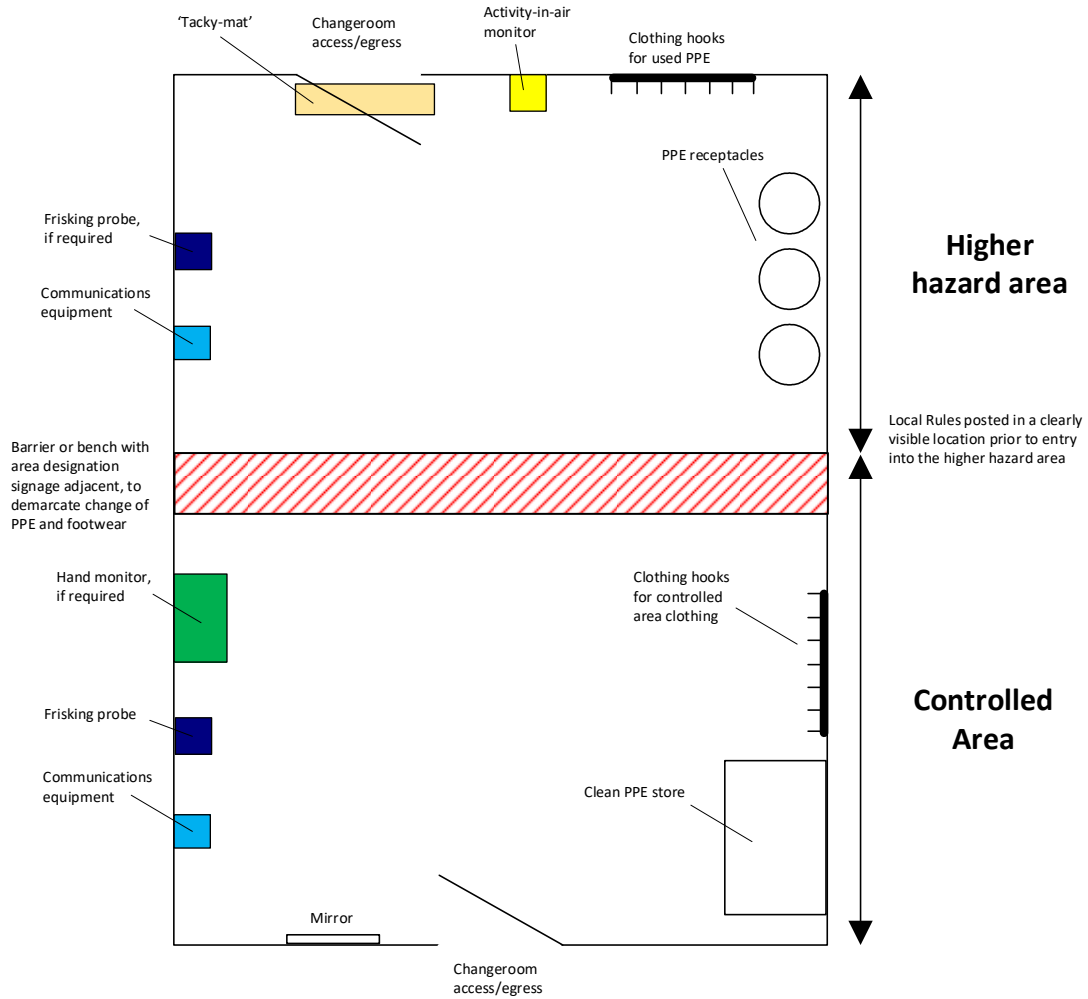 ‘Tacky-mat’
Changeroom
access/egress
Activity-in-air
monitor
Clothing hooks
for used PPE
PPE receptacles
Frisking probe,
if required
Communications
equipment
Higher
hazard area
Local Rules posted in a clearly
visible location prior to entry
into the higher hazard area
Barrier or bench with
area designation
signage adjacent, to
demarcate change of
PPE and footwear
Hand monitor,
if required
Clothing hooks
for controlled
area clothing
Controlled
Area
Frisking probe
Communications
equipment
Clean PPE store
Mirror
Changeroom
access/egress